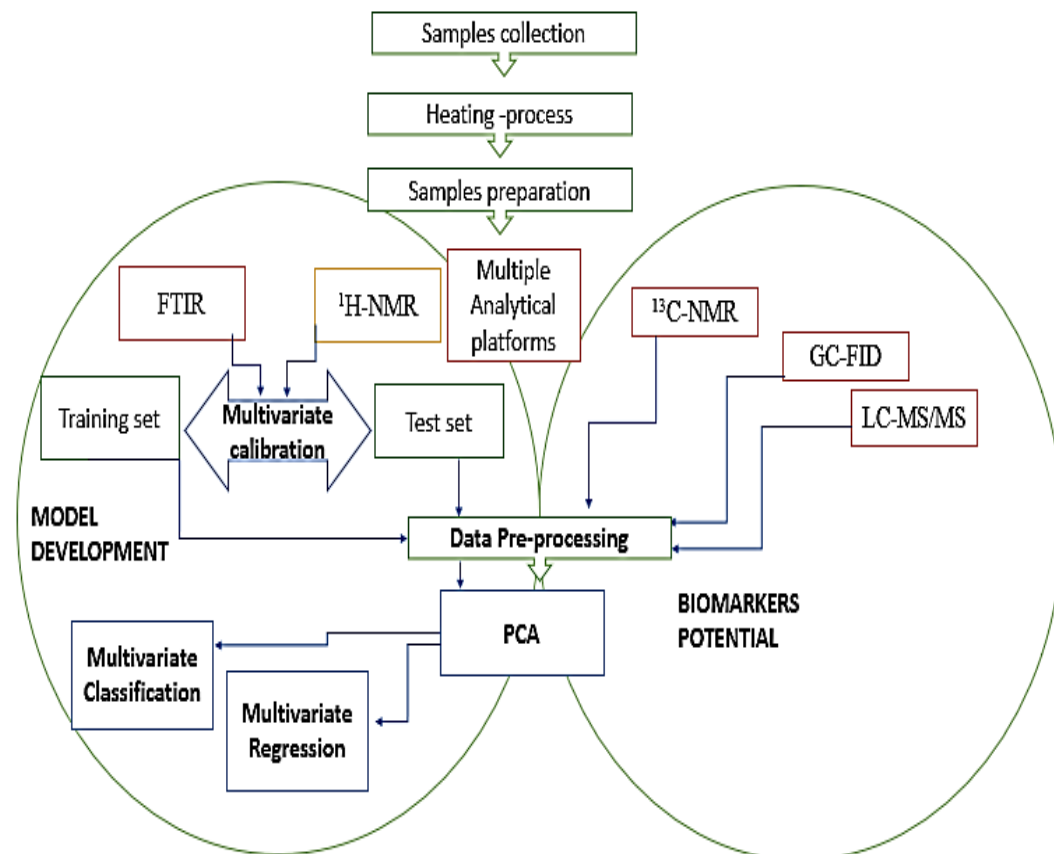 Samples collection
Heating -process
Samples preparation
Multiple
Analytical
platforms
FTIR
¹H-NMR
¹³C-NMR
GC-FID
LC-MS/MS
Training set
Multivariate
calibration
Test set
MODEL
DEVELOPMENT
Data Pre-processing
BIOMARKERS
POTENTIAL
PCA
Multivariate
Classification
Multivariate
Regression